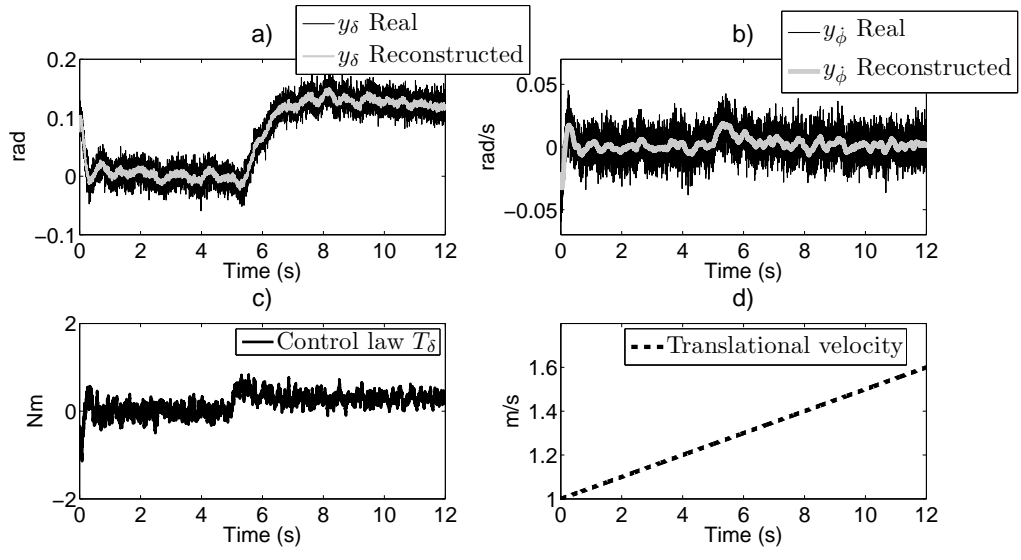 a)
y_δ Real
y_δ Reconstructed
0.2
0.1
0
−0.1
rad
0 2 4 6 8 10 12
Time (s)
b)
y_ϕ̇ Real
y_ϕ̇ Reconstructed
0.05
0
−0.05
rad/s
0 2 4 6 8 10 12
Time (s)
c)
Control law T_δ
2
0
−2
Nm
0 2 4 6 8 10 12
Time (s)
d)
Translational velocity
1.6
1.4
1.2
1
m/s
0 2 4 6 8 10 12
Time (s)